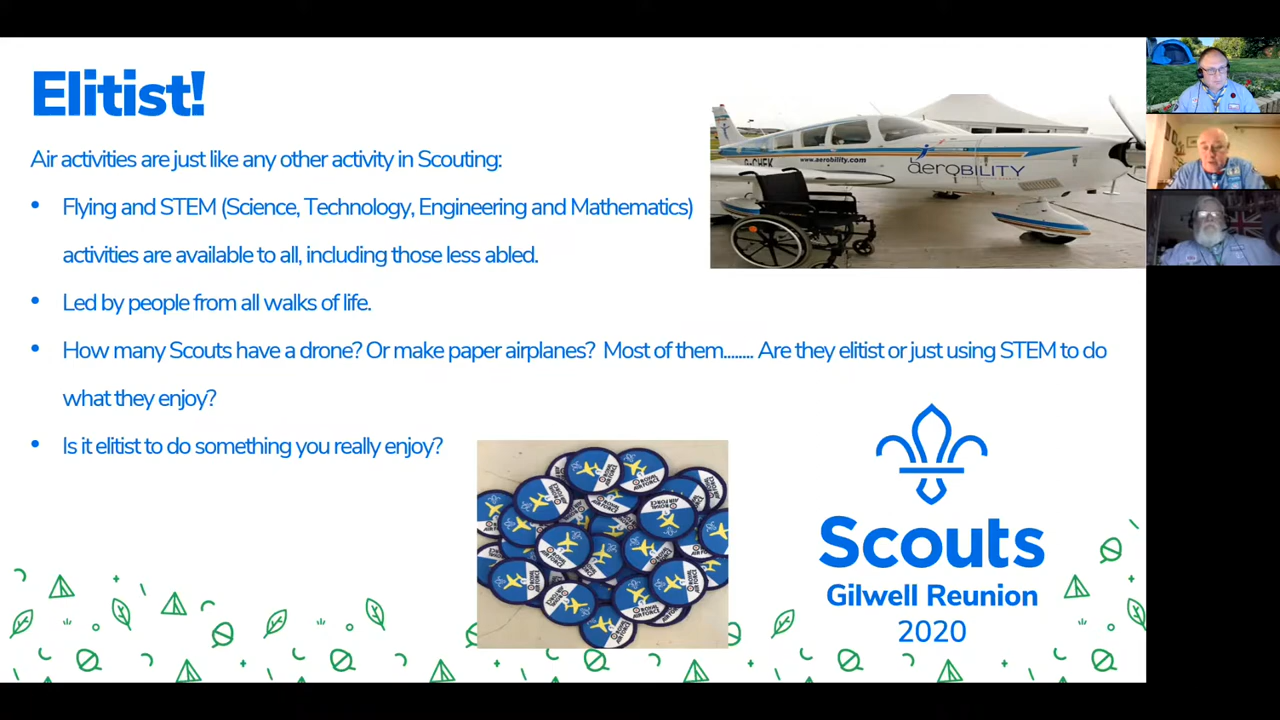 Elitist!
Air activities are just like any other activity in Scouting:
• Flying and STEM (Science, Technology, Engineering and Mathematics)
activities are available to all, including those less abled.
• Led by people from all walks of life.
• How many Scouts have a drone? Or make paper airplanes? Most of them........ Are they elitist or just using STEM to do
what they enjoy?
• Is it elitist to do something you really enjoy?
G-CHEK
www.aerobility.com
aeroBILITY
ROYAL AIR FORCE
Scouts
Gilwell Reunion
2020